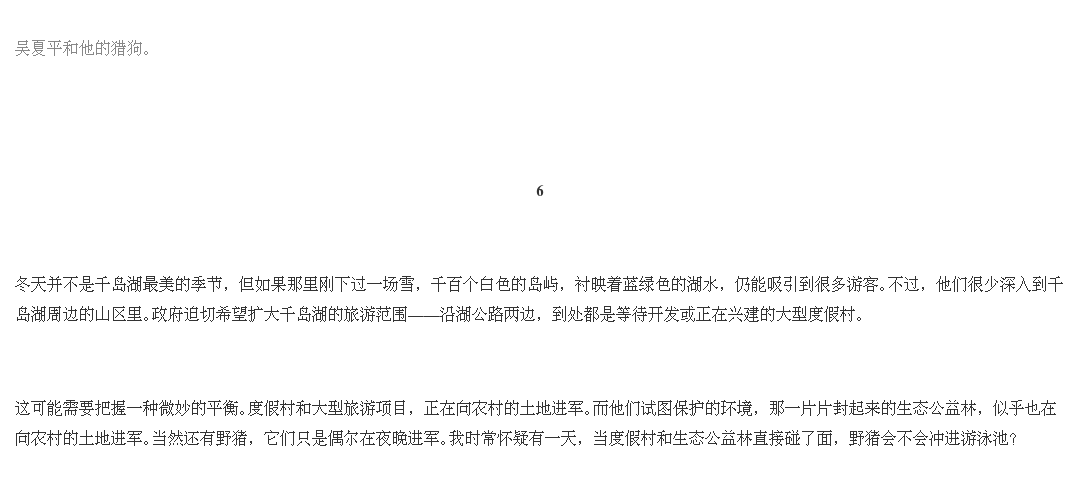 吴夏平和他的猎狗。
6
冬天并不是千岛湖最美的季节，但如果那里刚下过一场雪，千百个白色的岛屿，衬映着蓝绿色的湖水，仍能吸引到很多游客。不过，他们很少深入到千
岛湖周边的山区里。政府迫切希望扩大千岛湖的旅游范围——沿湖公路两边，到处都是等待开发或正在兴建的大型度假村。
这可能需要把握一种微妙的平衡。度假村和大型旅游项目，正在向农村的土地进军。而他们试图保护的环境，那一片片封起来的生态公益林，似乎也在
向农村的土地进军。当然还有野猪，它们只是偶尔在夜晚进军。我时常怀疑有一天，当度假村和生态公益林直接碰了面，野猪会不会冲进游泳池？